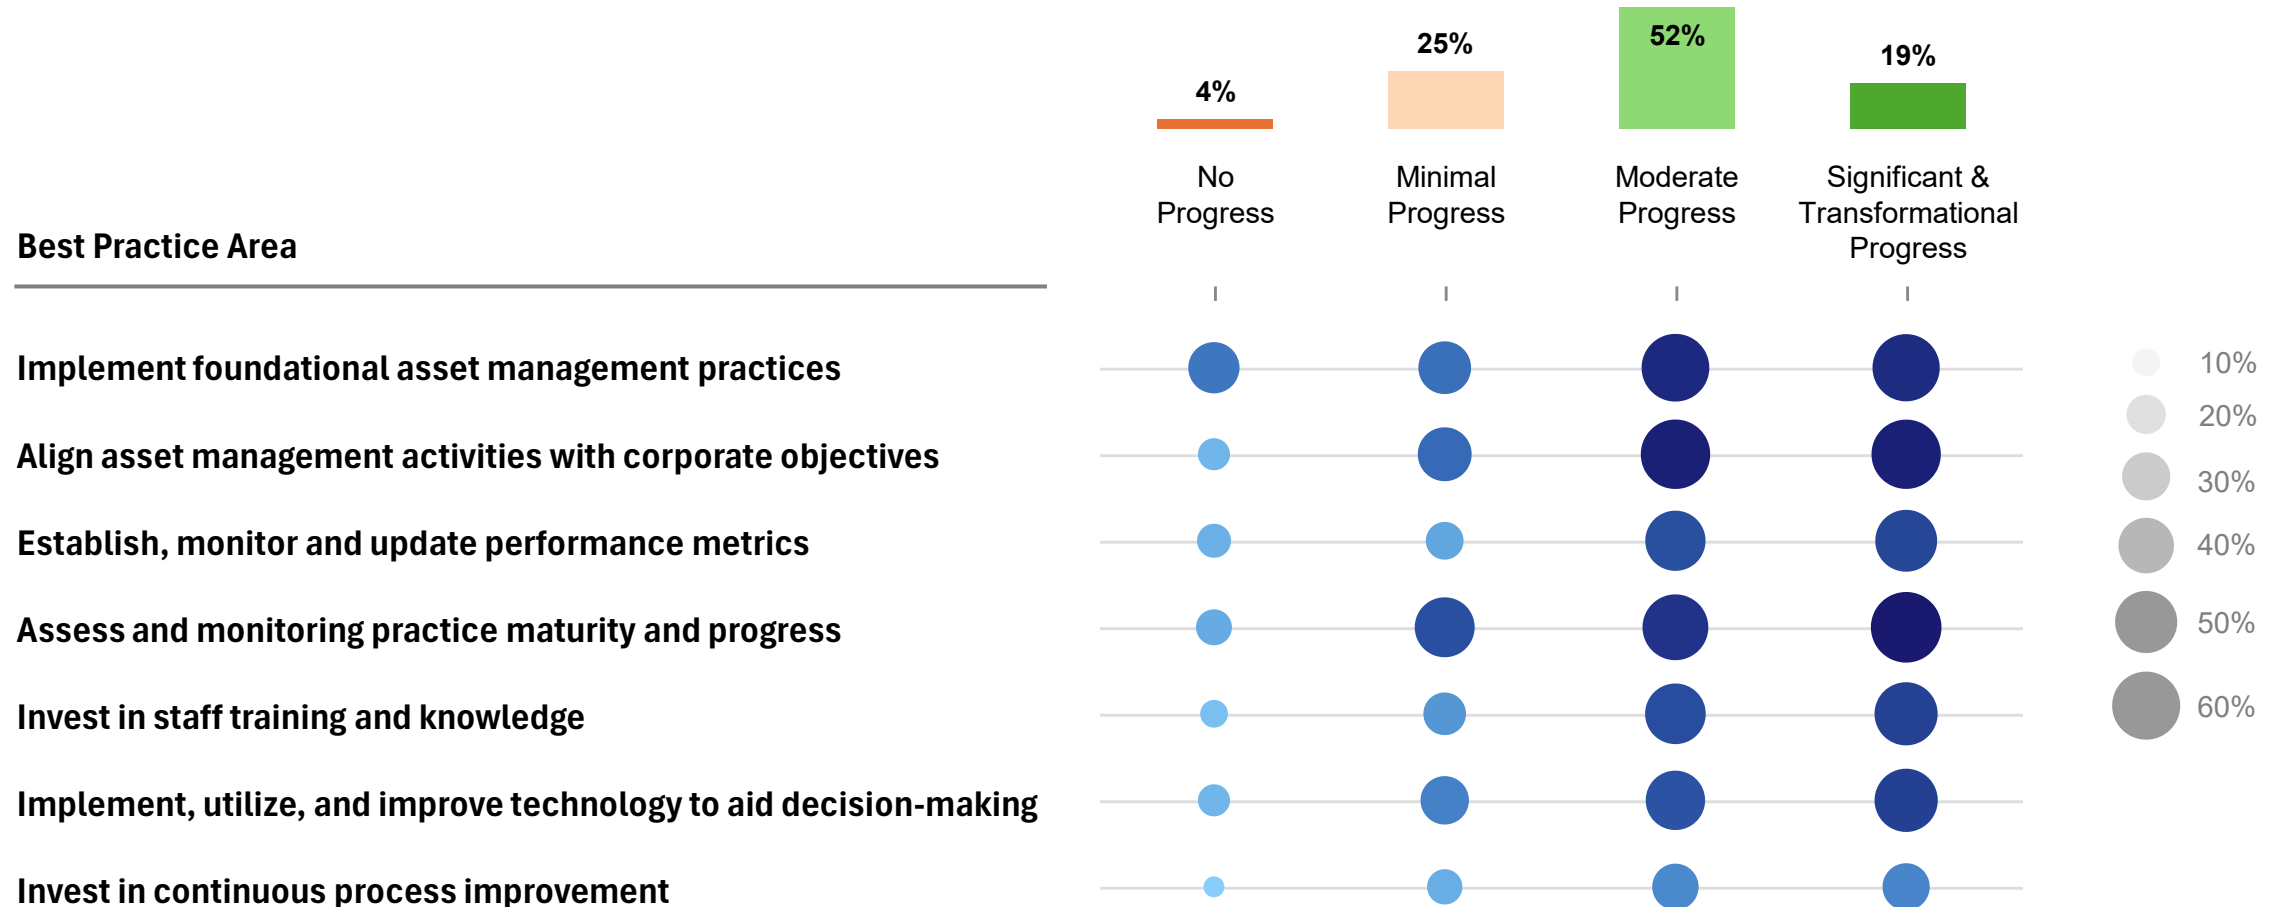 52%
25%
19%
4%
No
Progress
Minimal
Progress
Moderate
Progress
Significant &
Transformational
Progress
Best Practice Area
Implement foundational asset management practices
Align asset management activities with corporate objectives
Establish, monitor and update performance metrics
Assess and monitoring practice maturity and progress
Invest in staff training and knowledge
Implement, utilize, and improve technology to aid decision-making
Invest in continuous process improvement
10%
20%
30%
40%
50%
60%